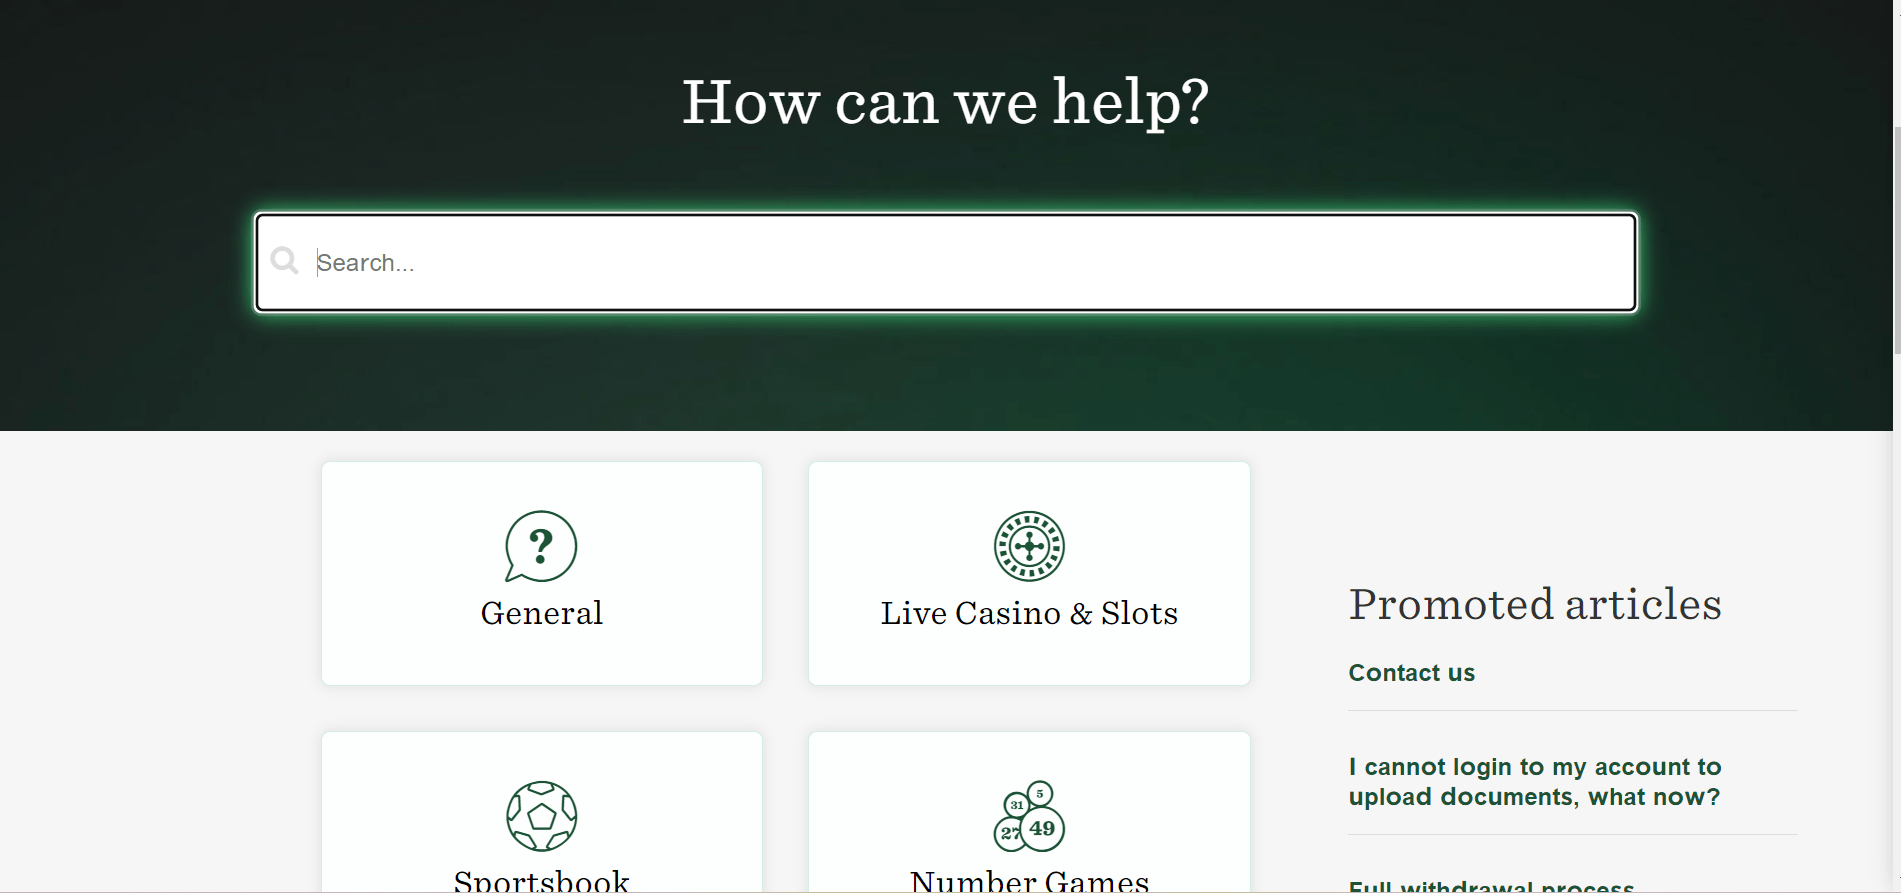 How can we help?
Search...
?
General
Live Casino & Slots
Sportsbook
5
31
27
49
Number Games
Promoted articles
Contact us
I cannot login to my account to
upload documents, what now?
Full withdrawal process